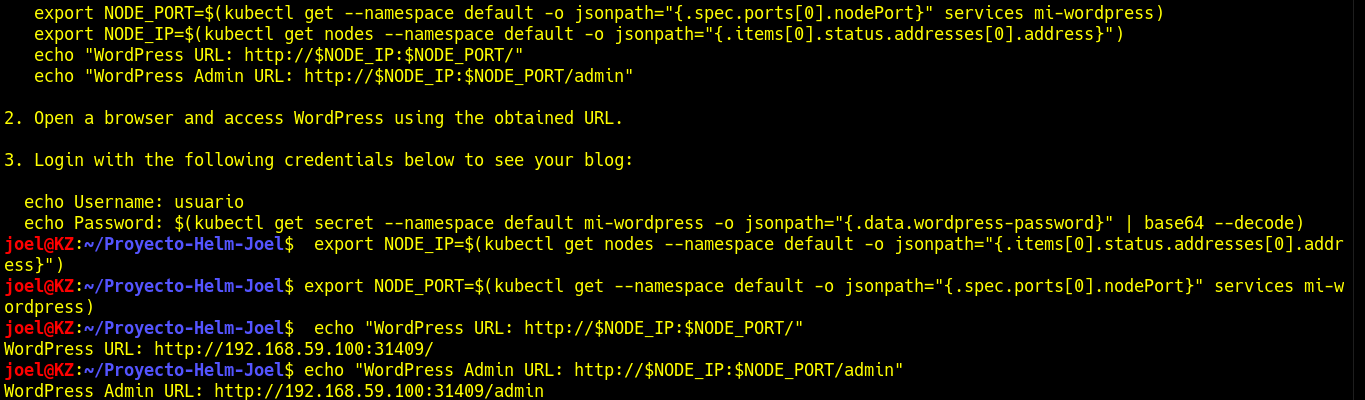 export NODE_PORT=$(kubectl get --namespace default -o jsonpath="{.spec.ports[0].nodePort}" services mi-wordpress)
export NODE_IP=$(kubectl get nodes --namespace default -o jsonpath="{.items[0].status.addresses[0].address}")
echo "WordPress URL: http://$NODE_IP:$NODE_PORT/"
echo "WordPress Admin URL: http://$NODE_IP:$NODE_PORT/admin"
2. Open a browser and access WordPress using the obtained URL.
3. Login with the following credentials below to see your blog:
echo Username: usuario
echo Password: $(kubectl get secret --namespace default mi-wordpress -o jsonpath="{.data.wordpress-password}" | base64 --decode)
joel@KZ:~/Proyecto-Helm-Joel$  export NODE_IP=$(kubectl get nodes --namespace default -o jsonpath="{.items[0].status.addresses[0].addr
ess}")
joel@KZ:~/Proyecto-Helm-Joel$ export NODE_PORT=$(kubectl get --namespace default -o jsonpath="{.spec.ports[0].nodePort}" services mi-w
ordpress)
joel@KZ:~/Proyecto-Helm-Joel$  echo "WordPress URL: http://$NODE_IP:$NODE_PORT/"
WordPress URL: http://192.168.59.100:31409/
joel@KZ:~/Proyecto-Helm-Joel$ echo "WordPress Admin URL: http://$NODE_IP:$NODE_PORT/admin"
WordPress Admin URL: http://192.168.59.100:31409/admin